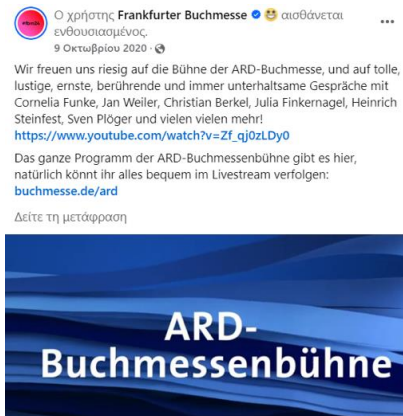 Ο χρήστης Frankfurter Buchmesse αισθάνεται
ενθουσιασμένος.
9 Οκτωβρίου 2020 ·
Wir freuen uns riesig auf die Bühne der ARD-Buchmesse, und auf tolle,
lustige, ernste, berührende und immer unterhaltsame Gespräche mit
Cornelia Funke, Jan Weiler, Christian Berkel, Julia Finkernagel, Heinrich
Steinfest, Sven Plöger und vielen vielen mehr!
https://www.youtube.com/watch?v=Zf_qj0zLDy0
Das ganze Programm der ARD-Buchmessenbühne gibt es hier,
natürlich könnt ihr alles bequem im Livestream verfolgen:
buchmesse.de/ard
Δείτε τη μετάφραση
ARD-
Buchmessenbühne